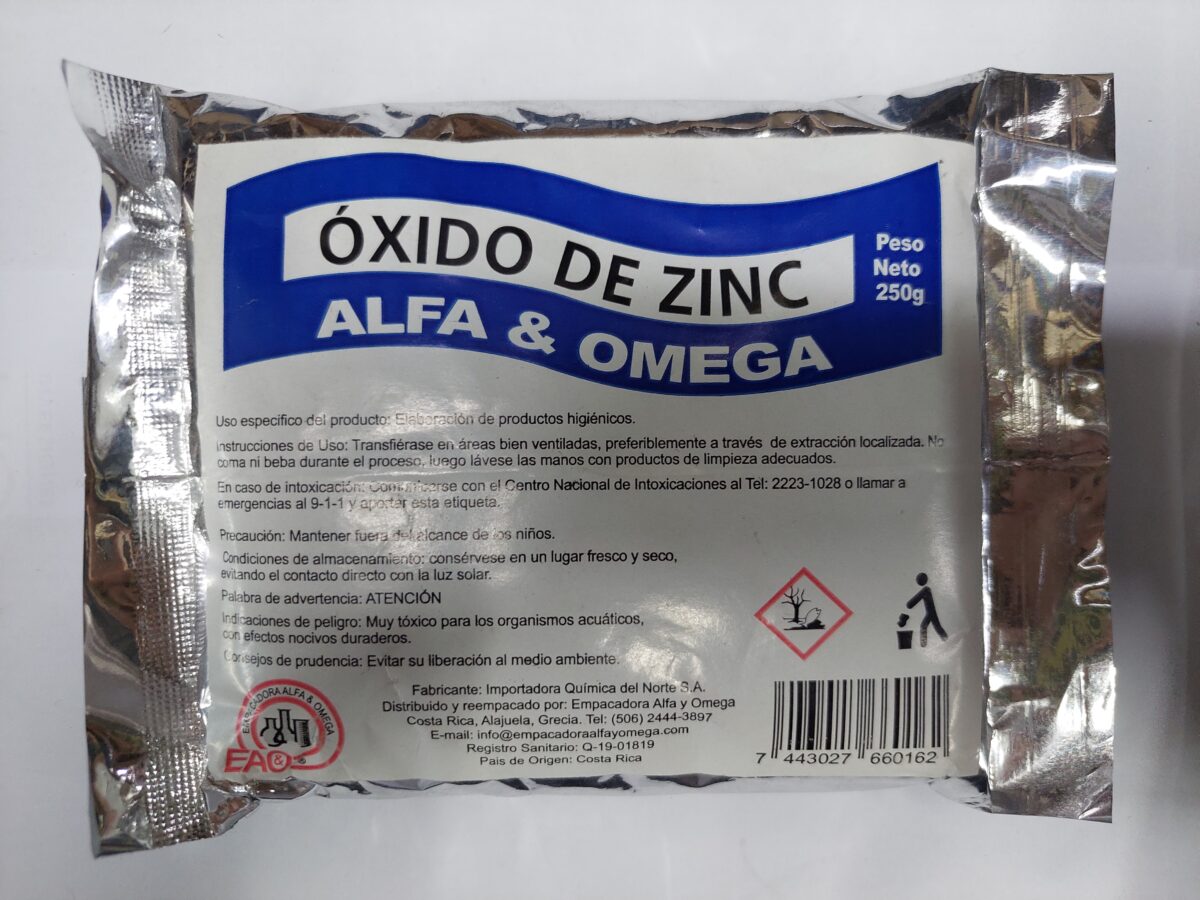 ÓXIDO DE ZINC
ALFA & OMEGA
Peso
Neto
250g
Uso específico del producto: Elaboración de productos higiénicos.
Instrucciones de Uso: Transfiérase en áreas bien ventiladas, preferiblemente a través de extracción localizada. No
coma ni beba durante el proceso, luego lávese las manos con productos de limpieza adecuados.
En caso de intoxicación: Comunicarse con el Centro Nacional de Intoxicaciones al Tel: 2223-1028 o llamar a
emergencias al 9-1-1 y aportar esta etiqueta.
Precaución: Mantener fuera del alcance de los niños.
Condiciones de almacenamiento: consérvese en un lugar fresco y seco,
evitando el contacto directo con la luz solar.
Palabra de advertencia: ATENCIÓN
Indicaciones de peligro: Muy tóxico para los organismos acuáticos,
con efectos nocivos duraderos.
Consejos de prudencia: Evitar su liberación al medio ambiente.
EMPACADORA ALFA & OMEGA
EAO&®
Fabricante: Importadora Química del Norte S.A.
Distribuido y reempacado por: Empacadora Alfa y Omega
Costa Rica, Alajuela, Grecia. Tel: (506) 2444-3897
E-mail: info@empacadoraalfayomega.com
Registro Sanitario: Q-19-01819
Pais de Origen: Costa Rica
7 443027 660162